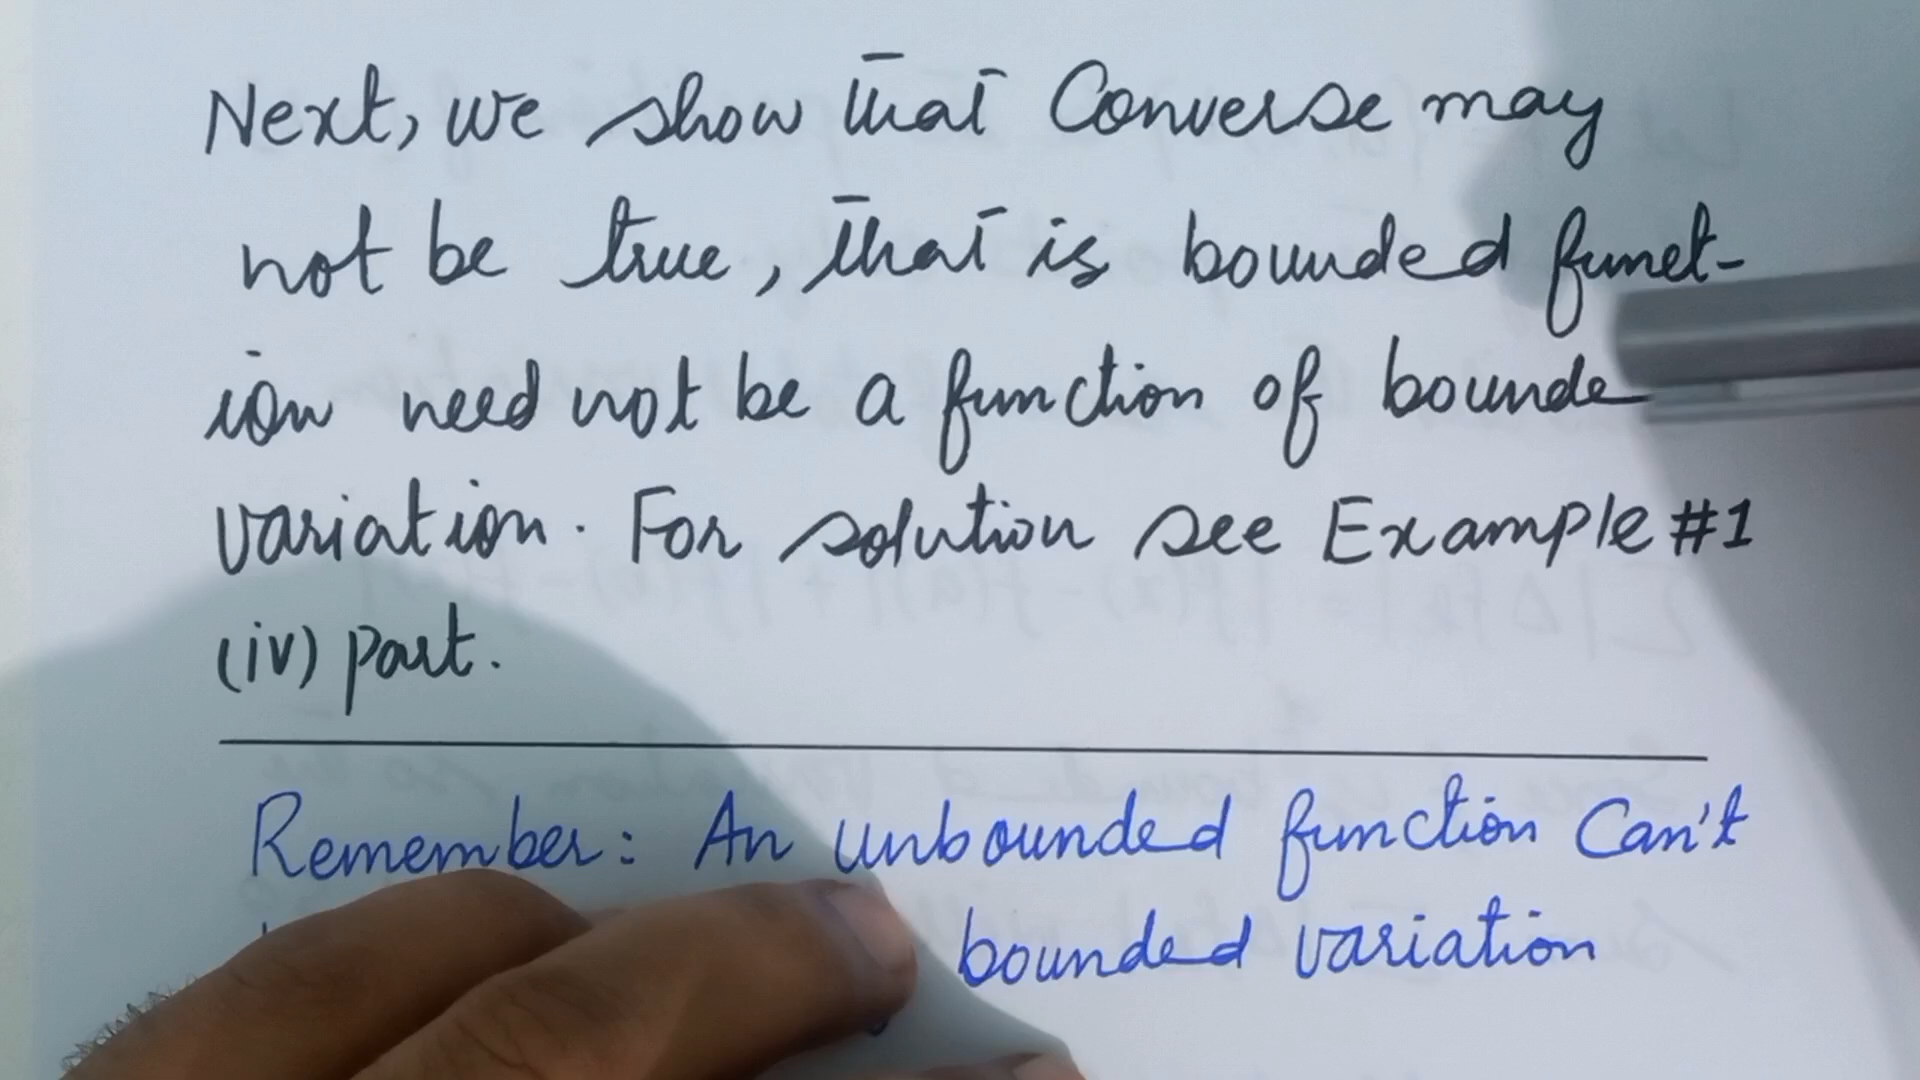 Next, we show that Converse may
not be true, that is bounded funct-
ion need not be a function of bounde
variation. For solution see Example #1
(iv) part.
Remember: An unbounded function Can't
bounded variation